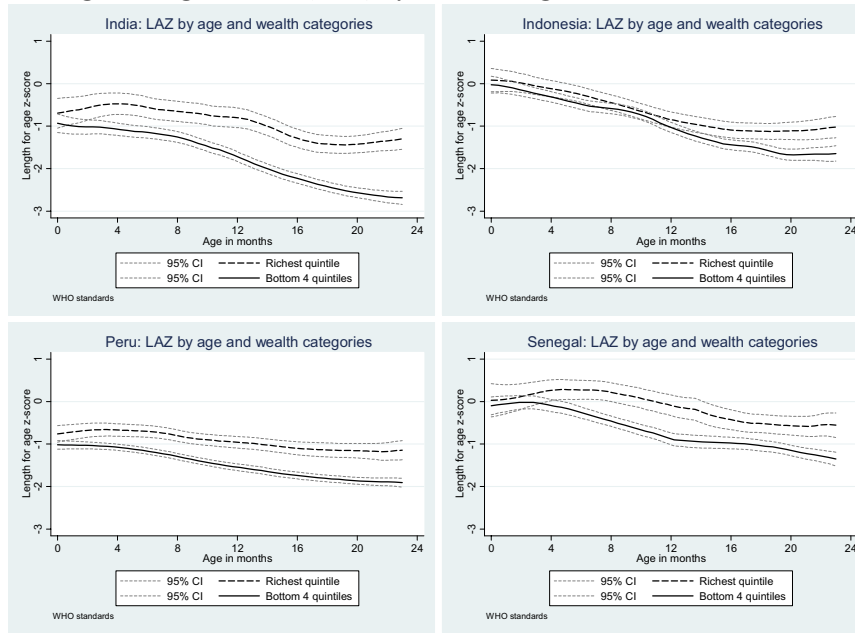 India: LAZ by age and wealth categories
Length for age z-score
1
0
-1
-2
-3
0 4 8 12 16 20 24
Age in months
95% CI Richest quintile
95% CI Bottom 4 quintiles
WHO standards
Indonesia: LAZ by age and wealth categories
Length for age z-score
1
0
-1
-2
-3
0 4 8 12 16 20 24
Age in months
95% CI Richest quintile
95% CI Bottom 4 quintiles
WHO standards
Peru: LAZ by age and wealth categories
Length for age z-score
1
0
-1
-2
-3
0 4 8 12 16 20 24
Age in months
95% CI Richest quintile
95% CI Bottom 4 quintiles
WHO standards
Senegal: LAZ by age and wealth categories
Length for age z-score
1
0
-1
-2
-3
0 4 8 12 16 20 24
Age in months
95% CI Richest quintile
95% CI Bottom 4 quintiles
WHO standards